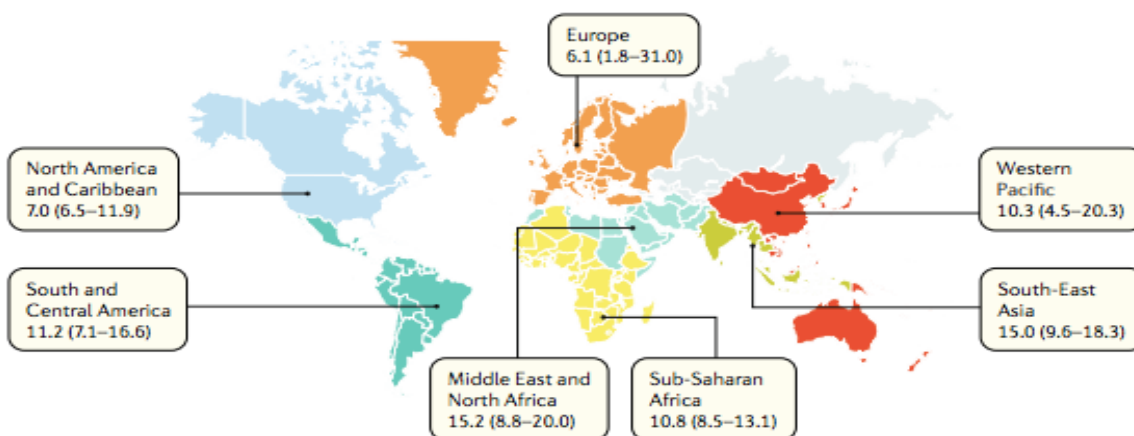 Europe
6.1 (1.8–31.0)
North America
and Caribbean
7.0 (6.5–11.9)
Western
Pacific
10.3 (4.5–20.3)
South and
Central America
11.2 (7.1–16.6)
South-East
Asia
15.0 (9.6–18.3)
Middle East and
North Africa
15.2 (8.8–20.0)
Sub-Saharan
Africa
10.8 (8.5–13.1)